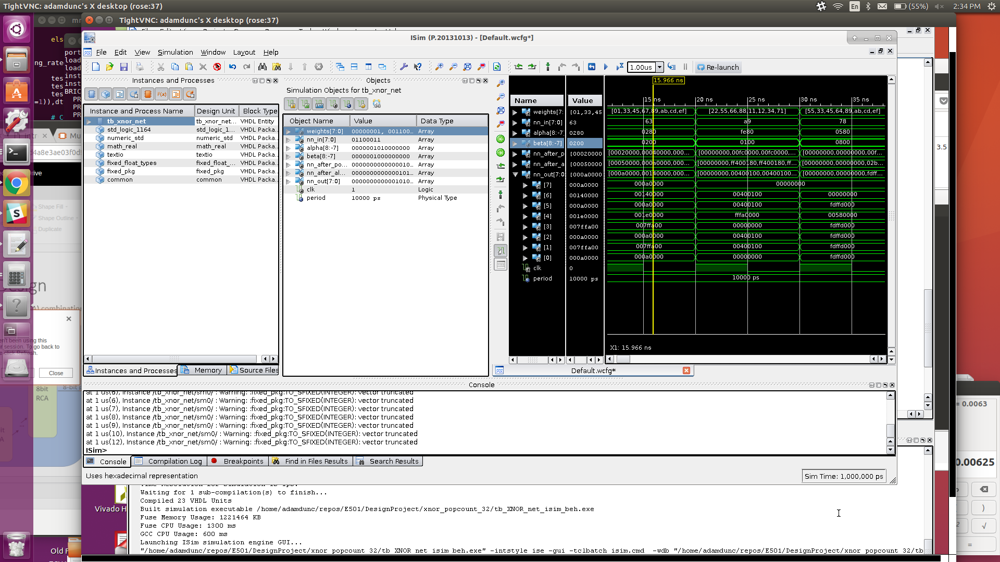 TightVNC: adamdunc's X desktop (rose:37)
En
(55%)
2:34 PM
TightVNC: adamdunc's X desktop (rose:37)
ISim (P.20131013) - [Default.wcfg*]
File Edit View Simulation Window Layout Help
1.00us
Re-launch
Instances and Processes
Instance and Process Name Design Unit Block Type
tb_xnor_net tb_xnor_net... VHDL Entity
std_logic_1164 std_logic_1... VHDL Packa...
numeric_std numeric_std VHDL Packa...
math_real math_real VHDL Packa...
textio textio VHDL Packa...
fixed_float_types fixed_float_... VHDL Packa...
fixed_pkg fixed_pkg VHDL Packa...
common common VHDL Packa...
Instances and Processes Memory Source Files
Objects
Simulation Objects for tb_xnor_net
Object Name Value Data Type
weights[7:0] 00000001, 001100... Array
nn_in[7:0] 01100011 Array
alpha[8:-7] 0000001010000000 Array
beta[8:-7] 0000001000000000 Array
nn_after_po... 00000000000010... Array
nn_after_al... 0000000000000101... Array
nn_out[7:0] 0000000000001010... Array
clk 1 Logic
period 10000 ps Physical Type
Name Value
weights[7: [01,33,45
nn_in[7:0] 63
alpha[8:-7] 0280
beta[8:-7] 0200
nn_after_p [00020000
nn_after_a [00050000
nn_out[7:0 [000a0000
[7] 000a0000
[6] 00140000
[5] 000a0000
[4] 001e0000
[3] 007ffa00
[2] 000a0000
[1] 007ffa00
[0] 000a0000
clk 0
period 10000 ps
15.966 ns
15 ns 20 ns 25 ns 30 ns 35 ns
[01,33,45,67,89,ab,cd,ef] [22,55,66,88,11,12,34,71] [55,33,45,64,89,ab,cd,ef]
63 a9 78
0280 fe80 0580
0200 0100 0800
[00020000,00040000,000... [00000000,00fc0000,00fc0000,... [00000000,00000000,00f...
[00050000,000a0000,000... [00000000,ff400180,ff400180,ff... [00000000,00000000,02b...
[000a0000,00140000,000... [00000000,00400100,00400100... [00000000,00000000,fdff...
000a0000 00000000
00140000 00400100 00000000
000a0000 00400100 fdffd000
001e0000 fffa0000 00580000
007ffa00 00000000 fdffd000
000a0000 00400100 fdffd000
007ffa00 00400100 fdffd000
000a0000 00000000 fdffd000
10000 ps
X1: 15.966 ns
Default.wcfg*
Console
at 1 us(6), Instance /tb_xnor_net/sm0/ : Warning: :fixed_pkg:TO_SFIXED(INTEGER): vector truncated
at 1 us(6), Instance /tb_xnor_net/sm0/ : Warning: :fixed_pkg:TO_SFIXED(INTEGER): vector truncated
at 1 us(7), Instance /tb_xnor_net/sm0/ : Warning: :fixed_pkg:TO_SFIXED(INTEGER): vector truncated
at 1 us(8), Instance /tb_xnor_net/sm0/ : Warning: :fixed_pkg:TO_SFIXED(INTEGER): vector truncated
at 1 us(9), Instance /tb_xnor_net/sm0/ : Warning: :fixed_pkg:TO_SFIXED(INTEGER): vector truncated
at 1 us(10), Instance /tb_xnor_net/sm0/ : Warning: :fixed_pkg:TO_SFIXED(INTEGER): vector truncated
at 1 us(12), Instance /tb_xnor_net/sm0/ : Warning: :fixed_pkg:TO_SFIXED(INTEGER): vector truncated
ISim>
Console Compilation Log Breakpoints Find in Files Results Search Results
Uses hexadecimal representation
Sim Time: 1,000,000 ps
Waiting for 1 sub-compilation(s) to finish...
Compiled 23 VHDL Units
Built simulation executable /home/adamdunc/repos/E501/DesignProject/xnor_popcount_32/tb_XNOR_net_isim_beh.exe
Fuse Memory Usage: 1221464 KB
Fuse CPU Usage: 1300 ms
GCC CPU Usage: 600 ms
Launching ISim simulation engine GUI...
"/home/adamdunc/repos/E501/DesignProject/xnor_popcount_32/tb_XNOR_net_isim_beh.exe" -intstyle ise -gui -tclbatch isim.cmd -wdb "/home/adamdunc/repos/E501/DesignProject/xnor_popcount_32/tb
els
port
ng_rate
load
load
inst
tes
inst
tes
BRIC
=1)),dt
PR
PR
# C
PR
Mu
d4a8e3ae03f0d
rive
Shape Fill
Shape Outline
Duplicate
esign
) combination
en't been using this
r session. To go back to
e click Refresh.
Close
8bit
RCA
8-bit
Vivado H
Old F
3.5
= 0.0063
0.00625
)
√
=